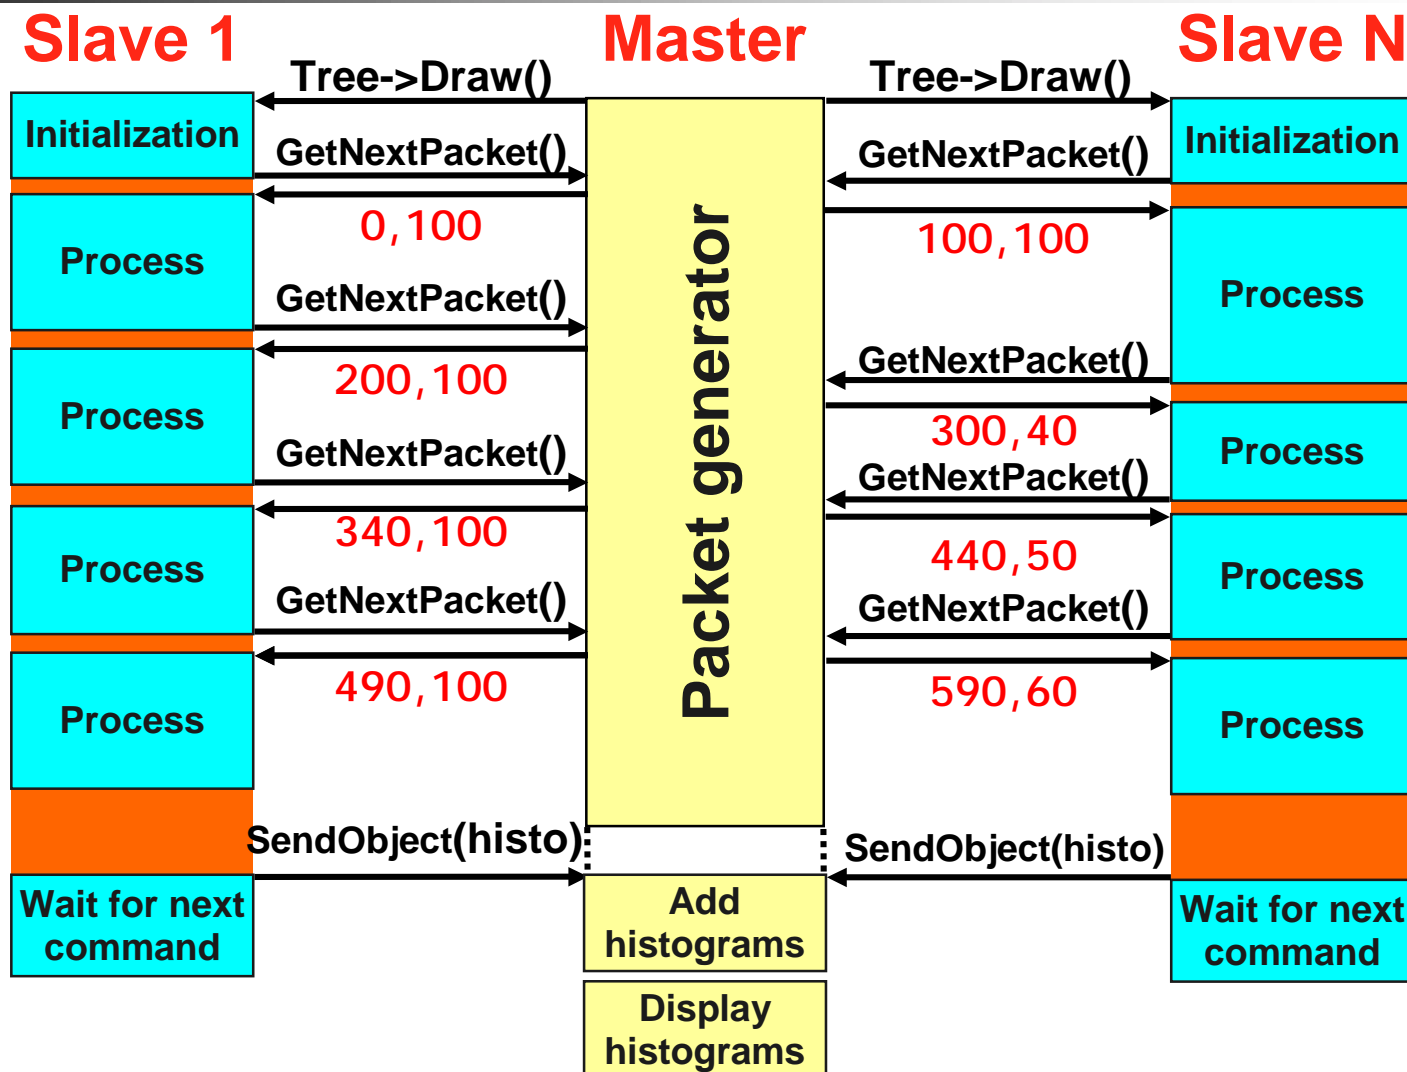 Slave 1
Master
Slave N
Tree->Draw()
Tree->Draw()
Initialization
GetNextPacket()
GetNextPacket()
Initialization
0,100
100,100
Process
Packet generator
Process
GetNextPacket()
GetNextPacket()
200,100
300,40
Process
Process
GetNextPacket()
GetNextPacket()
340,100
440,50
Process
Process
GetNextPacket()
GetNextPacket()
490,100
590,60
Process
Process
SendObject(histo)
SendObject(histo)
Wait for next
command
Add
histograms
Wait for next
command
Display
histograms